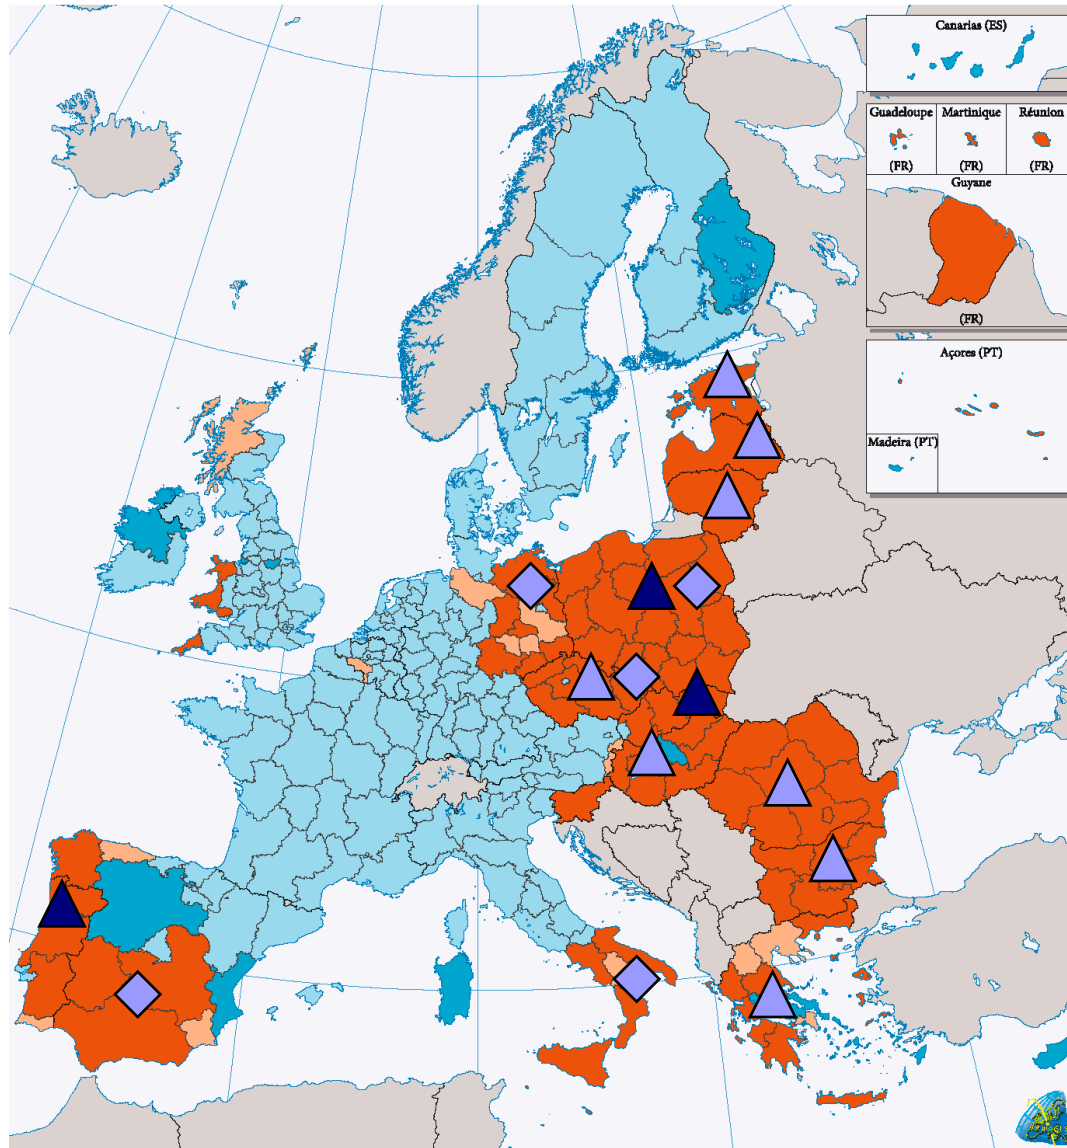 Canarias (ES)
Guadeloupe Martinique Réunion
(FR) (FR) (FR)
Guyane
(FR)
Açores (PT)
Madeira (PT)